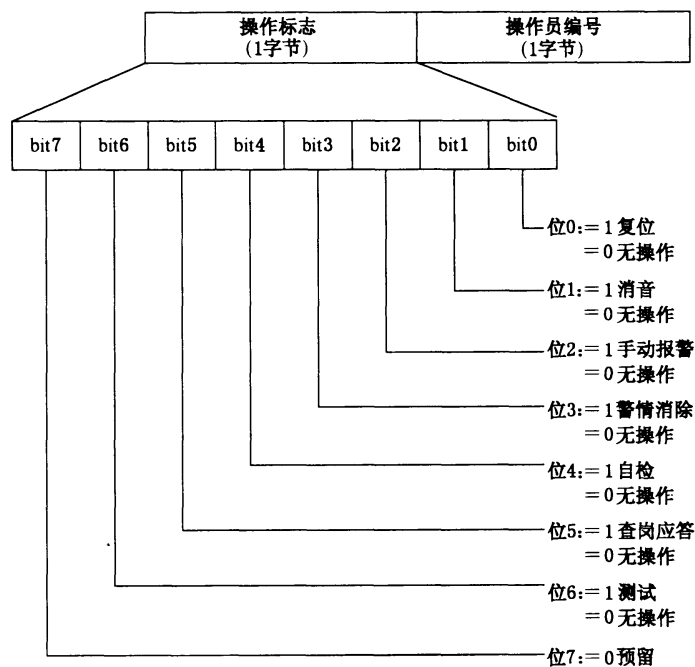 操作标志
(1字节)
操作员编号
(1字节)
bit7 bit6 bit5 bit4 bit3 bit2 bit1 bit0
位0:=1复位
=0无操作
位1:=1消音
=0无操作
位2:=1手动报警
=0无操作
位3:=1警情消除
=0无操作
位4:=1自检
=0无操作
位5:=1查岗应答
=0无操作
位6:=1测试
=0无操作
位7:=0预留